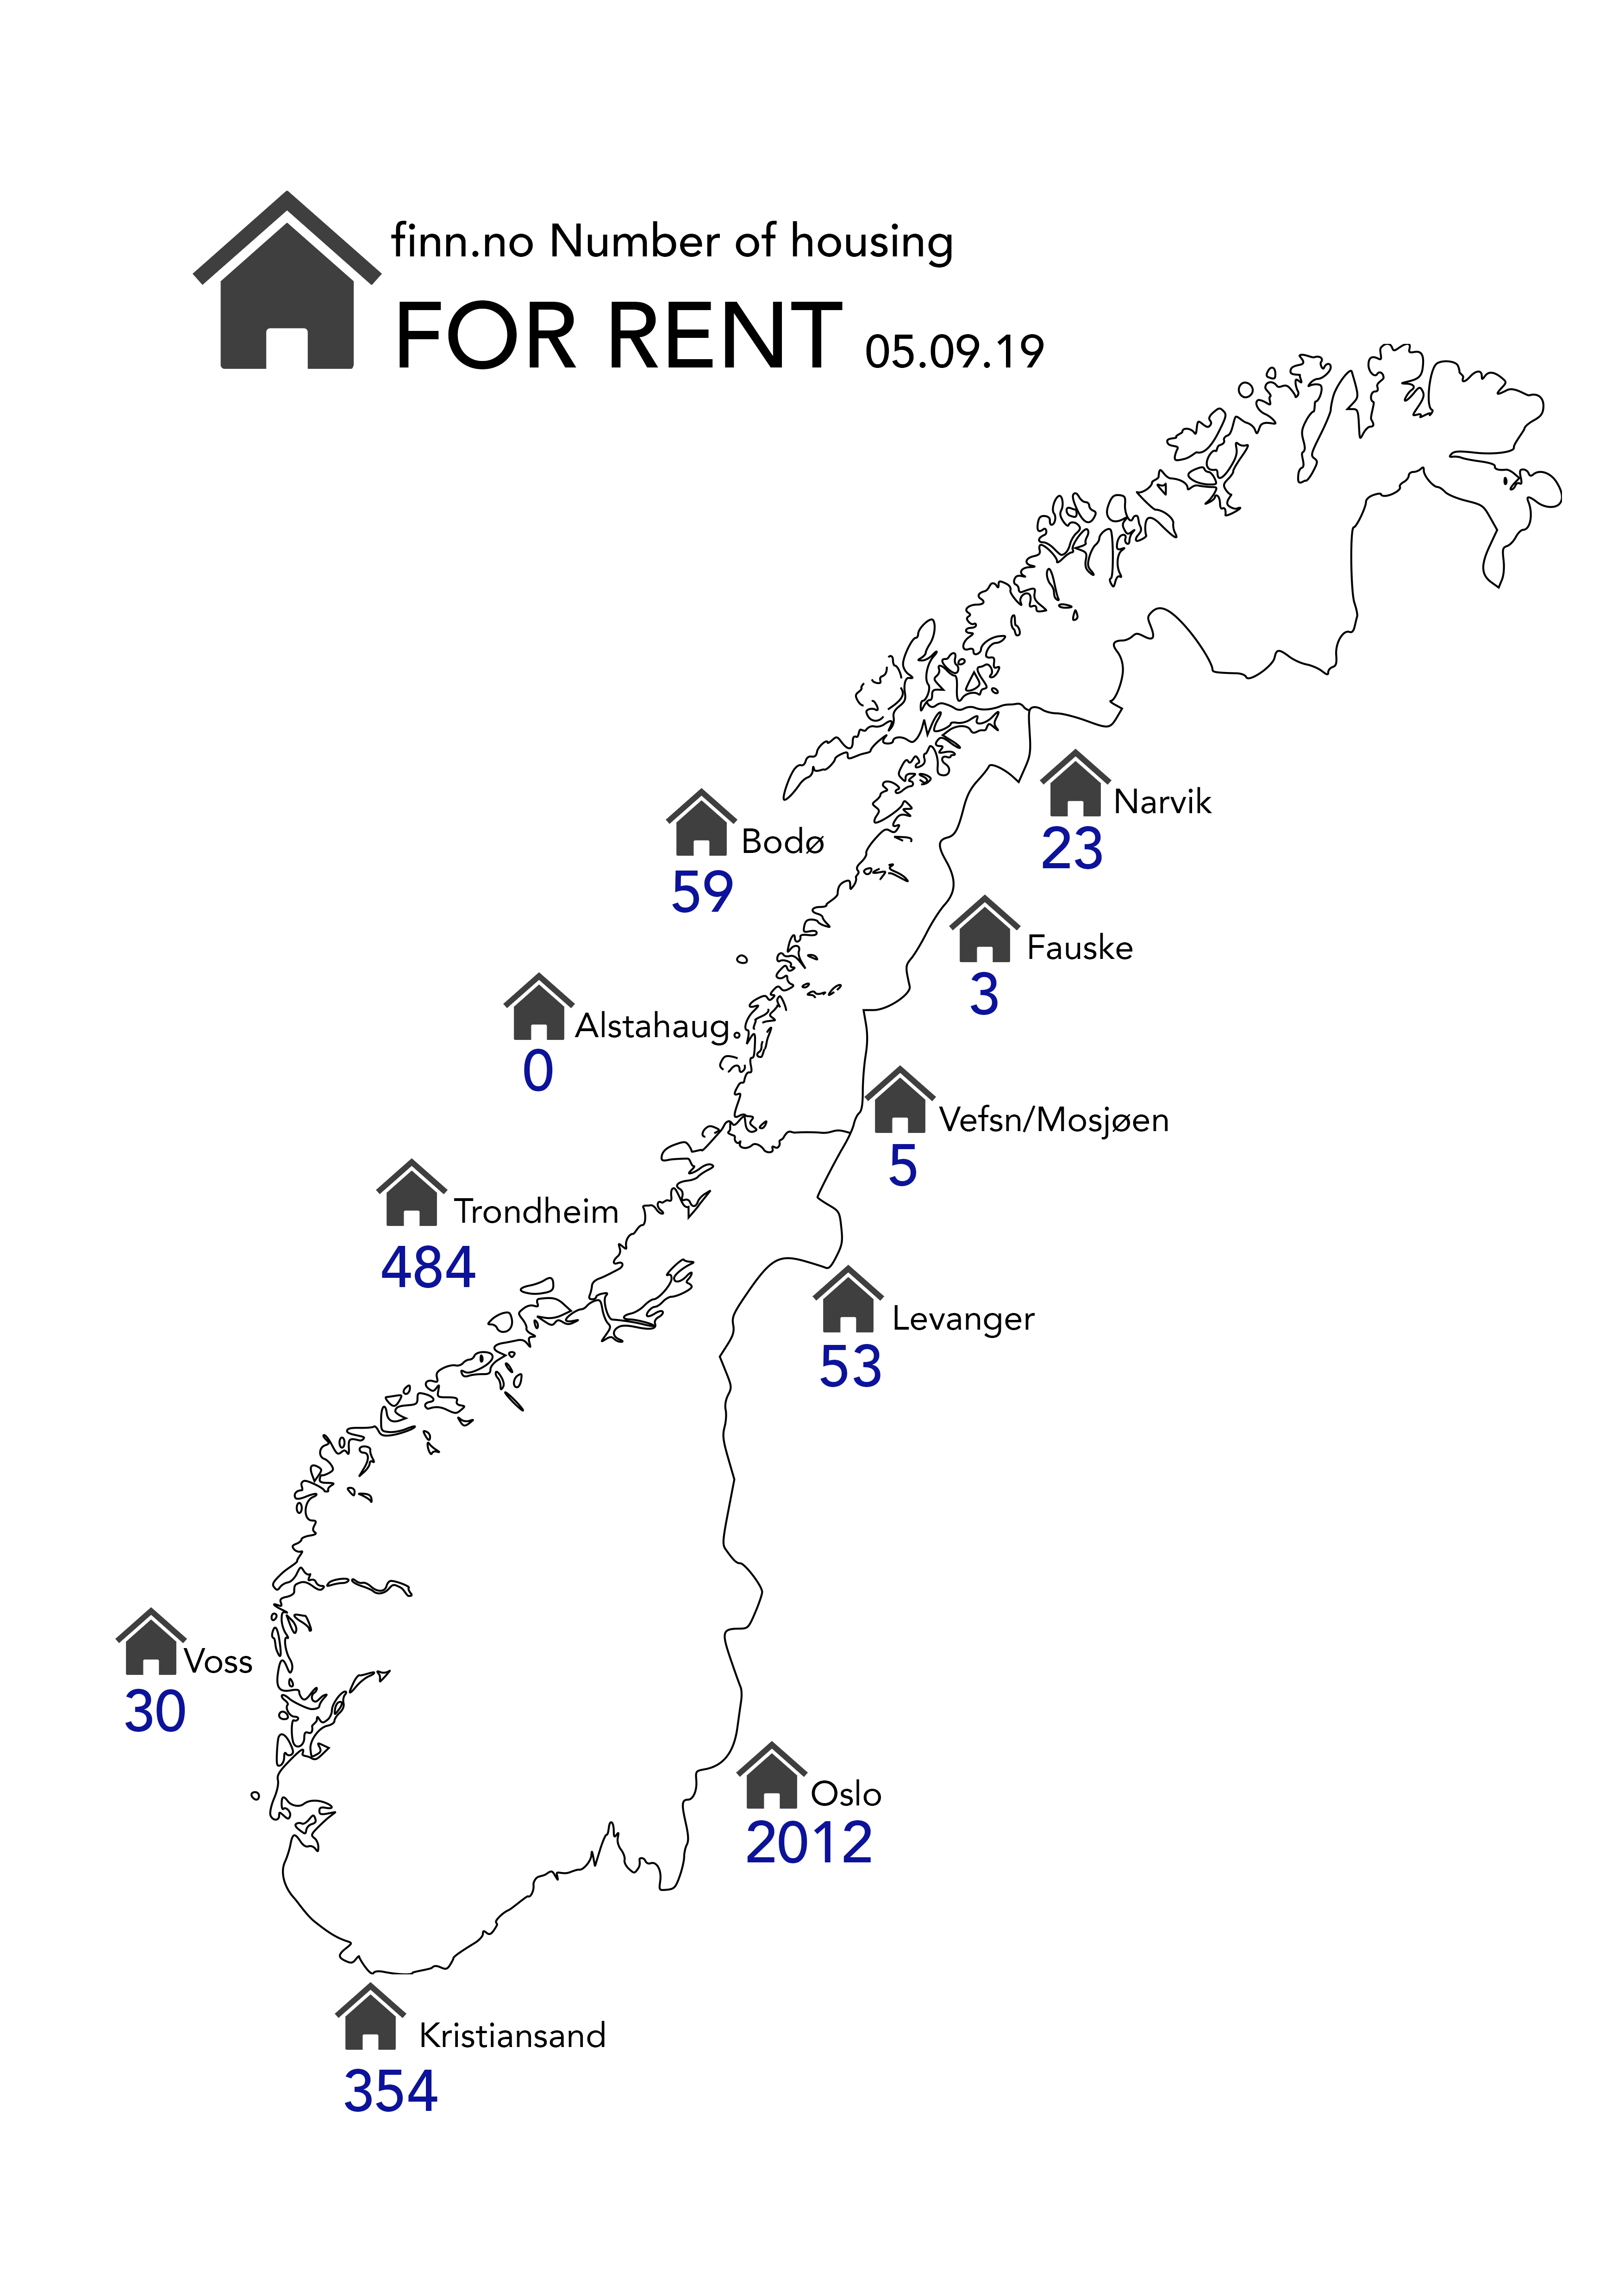 finn.no Number of housing
FOR RENT 05.09.19
Narvik
23
Bodø
59
Fauske
3
Alstahaug
0
Vefsn/Mosjøen
5
Trondheim
484
Levanger
53
Voss
30
Oslo
2012
Kristiansand
354